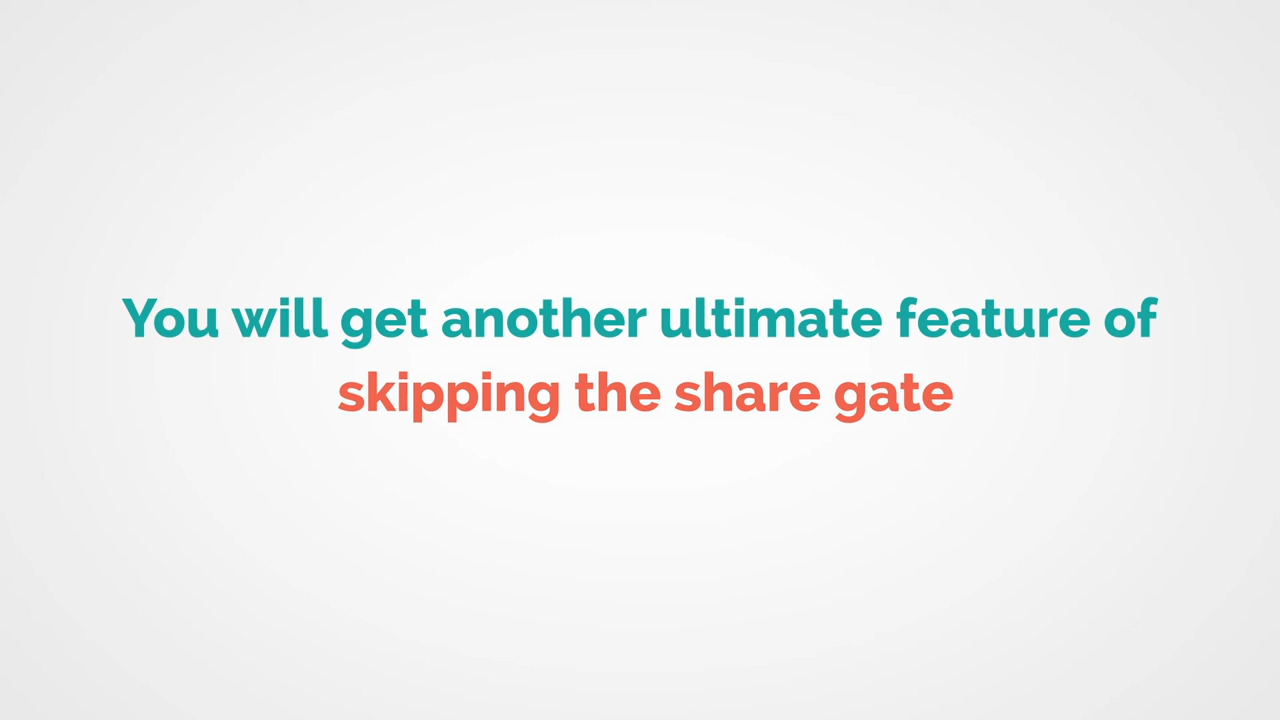 You will get another ultimate feature of
skipping the share gate